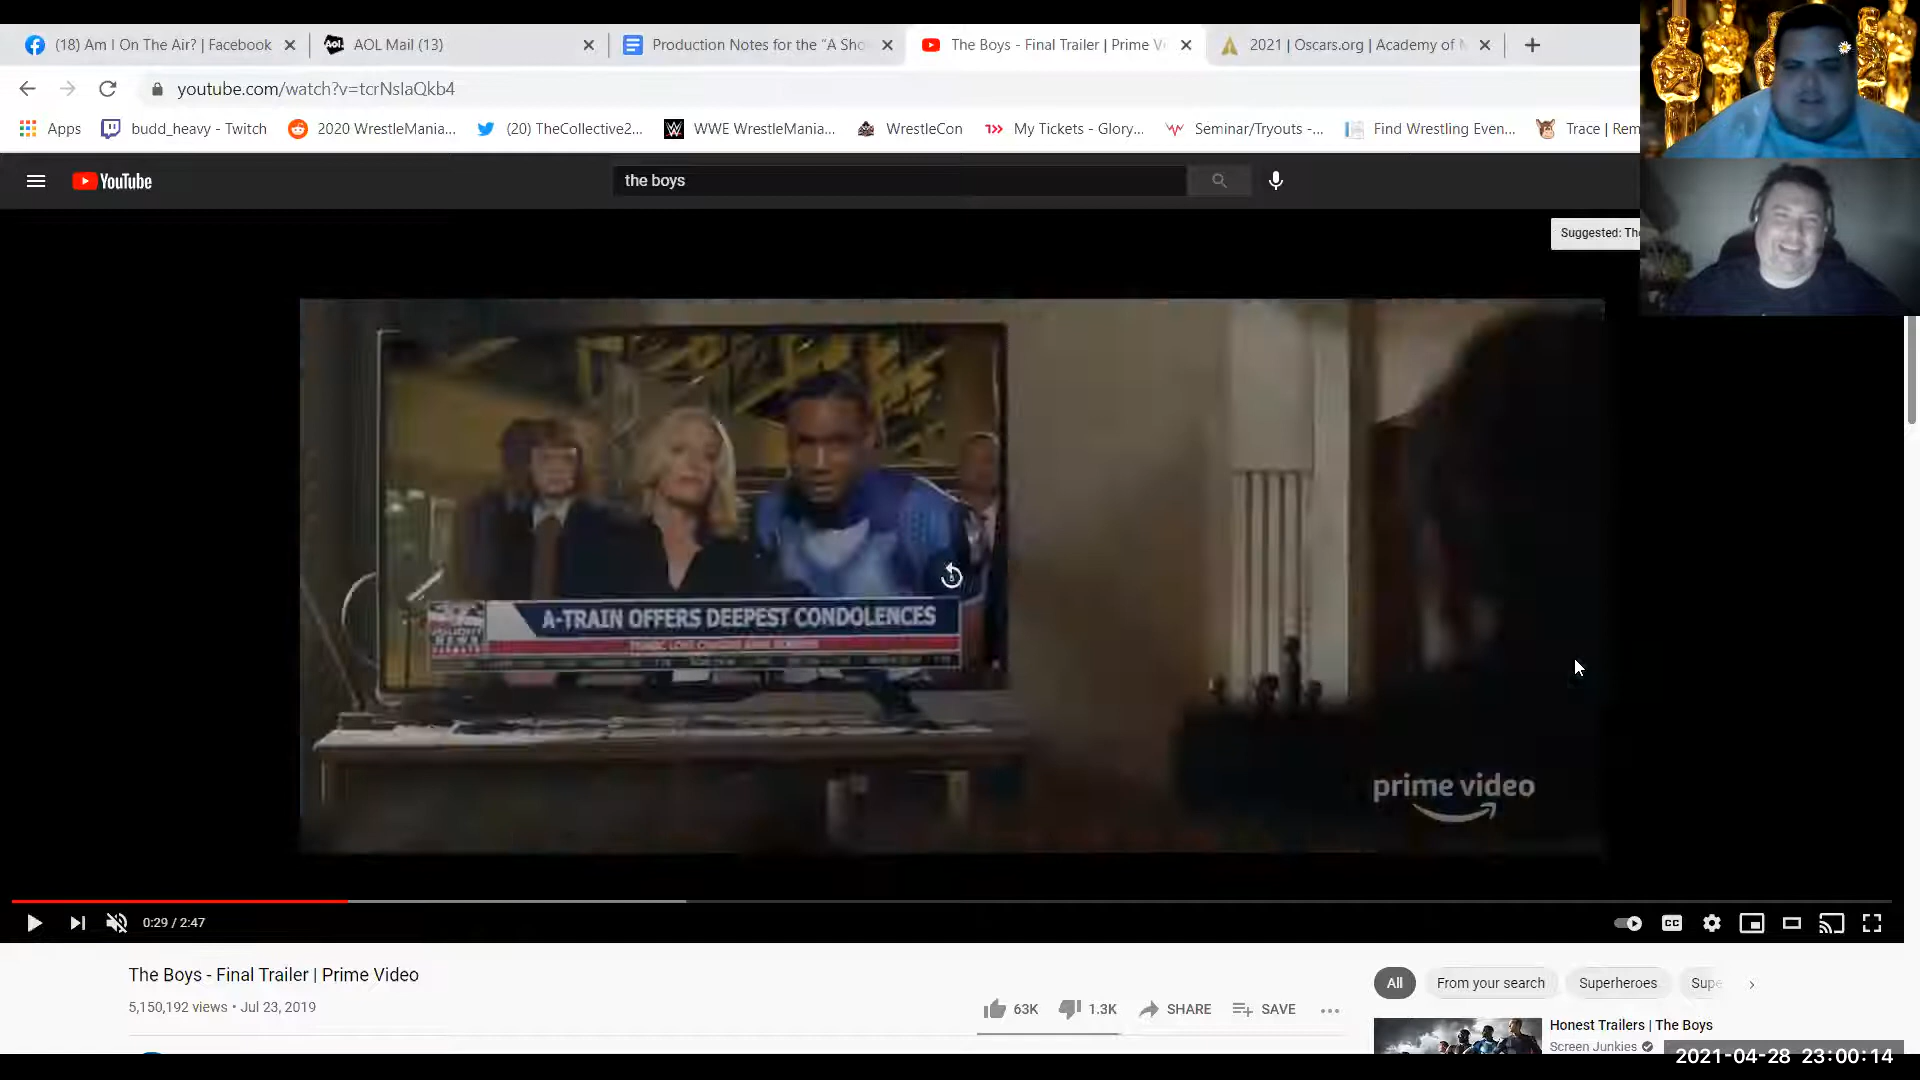 (18) Am I On The Air? | Facebook
AOL Mail (13)
Production Notes for the "A Sho
The Boys - Final Trailer | Prime V
2021 | Oscars.org | Academy of
youtube.com/watch?v=tcrNsIaQkb4
Apps
budd_heavy - Twitch
2020 WrestleMania...
(20) TheCollective2...
WWE WrestleMania...
WrestleCon
My Tickets - Glory...
Seminar/Tryouts -...
Find Wrestling Even...
Trace | Rem
YouTube
the boys
Suggested: The
A-TRAIN OFFERS DEEPEST CONDOLENCES
prime video
0:29 / 2:47
CC
The Boys - Final Trailer | Prime Video
5,150,192 views • Jul 23, 2019
63K
1.3K
SHARE
SAVE
All
From your search
Superheroes
Supe
Honest Trailers | The Boys
Screen Junkies
2021-04-28 23:00:14